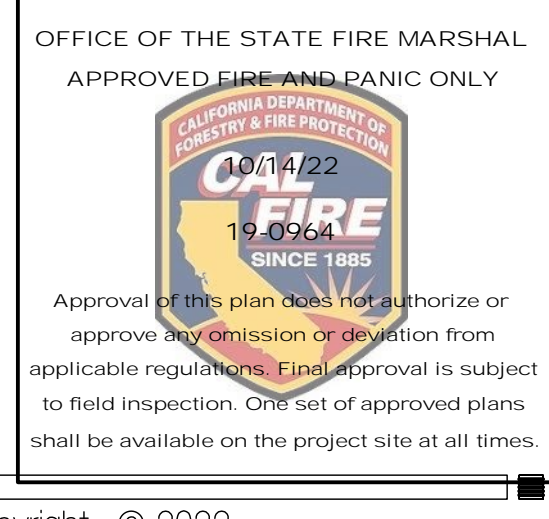 OFFICE OF THE STATE FIRE MARSHAL
APPROVED FIRE AND PANIC ONLY
CALIFORNIA DEPARTMENT OF
FORESTRY & FIRE PROTECTION
10/14/22
CAL
FIRE
19-0964
SINCE 1885
Approval of this plan does not authorize or
approve any omission or deviation from
applicable regulations. Final approval is subject
to field inspection. One set of approved plans
shall be available on the project site at all times.